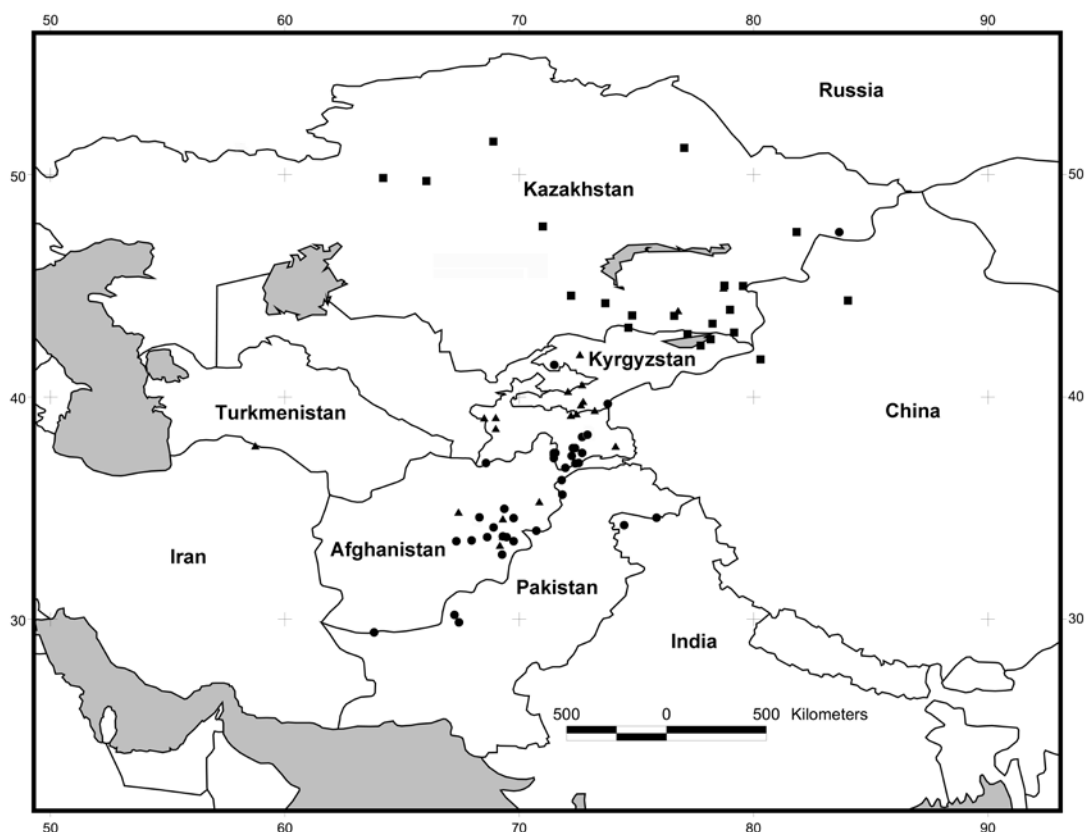 50 60 70 80 90
Russia
50 Kazakhstan 50
Kyrgyzstan
40 Turkmenistan China 40
Iran Afghanistan
Pakistan
30 30
India
500 0 500 Kilometers
50 60 70 80 90